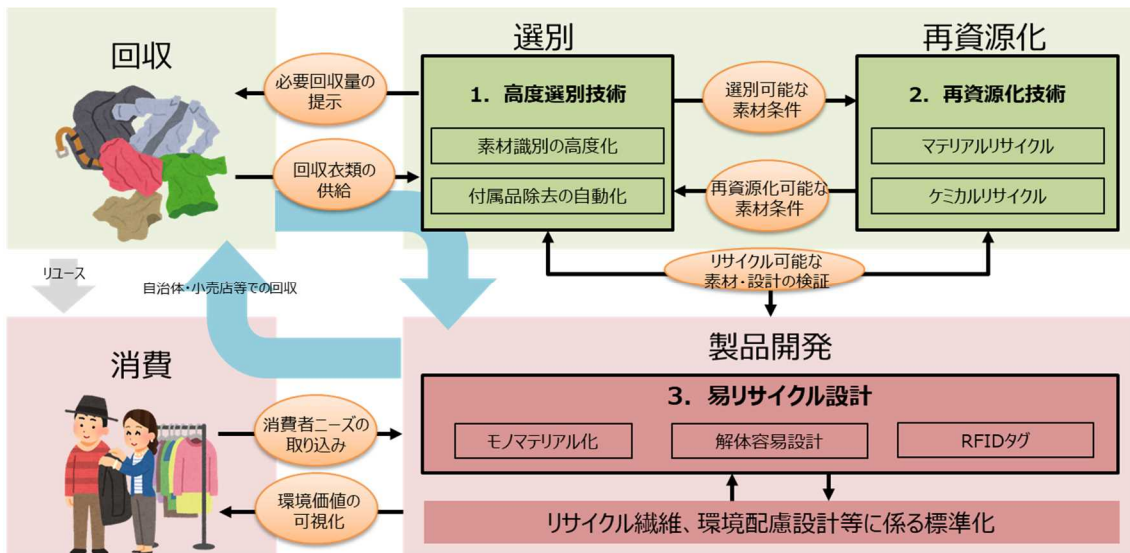 回収
選別
再資源化
必要回収量の
提示
回収衣類の
供給
1. 高度選別技術
素材識別の高度化
付属品除去の自動化
選別可能な
素材条件
再資源化可能な
素材条件
2. 再資源化技術
マテリアルリサイクル
ケミカルリサイクル
リユース
自治体・小売店等での回収
リサイクル可能な
素材・設計の検証
消費
消費者ニーズの
取り込み
環境価値の
可視化
製品開発
3. 易リサイクル設計
モノマテリアル化
解体容易設計
RFIDタグ
リサイクル繊維、環境配慮設計等に係る標準化